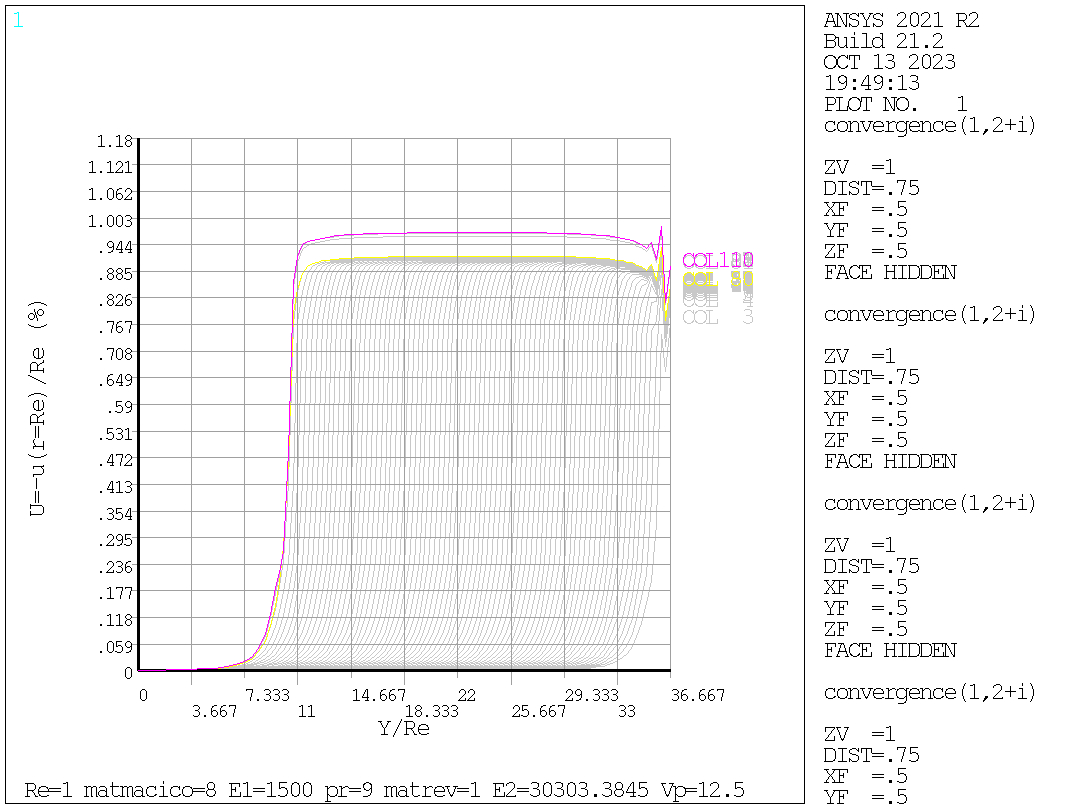 1
ANSYS 2021 R2
Build 21.2
OCT 13 2023
19:49:13
PLOT NO. 1
convergence(1,2+i)
ZV =1
DIST=.75
XF =.5
YF =.5
ZF =.5
FACE HIDDEN
convergence(1,2+i)
ZV =1
DIST=.75
XF =.5
YF =.5
ZF =.5
FACE HIDDEN
convergence(1,2+i)
ZV =1
DIST=.75
XF =.5
YF =.5
ZF =.5
FACE HIDDEN
convergence(1,2+i)
ZV =1
DIST=.75
XF =.5
YF =.5
1.18
1.121
1.062
1.003
.944
.885
.826
.767
.708
.649
.59
.531
.472
.413
.354
.295
.236
.177
.118
.059
0
U=-u(r=Re)/Re (%)
COL
COL
COL 3
0 7.333 14.667 22 29.333 36.667
3.667 11 18.333 25.667 33
Y/Re
Re=1 matmacico=8 E1=1500 pr=9 matrev=1 E2=30303.3845 Vp=12.5